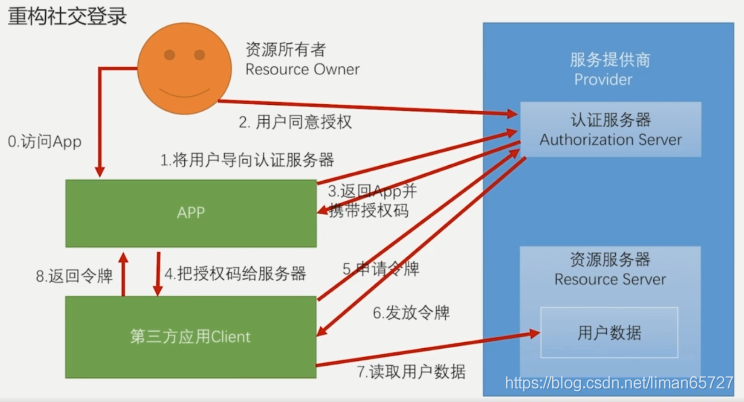 重构社交登录
资源所有者
Resource Owner
服务提供商
Provider
2. 用户同意授权
认证服务器
Authorization Server
0.访问App
1.将用户导向认证服务器
APP
3.返回App并
携带授权码
8.返回令牌
4.把授权码给服务器
5.申请令牌
资源服务器
Resource Server
6.发放令牌
第三方应用Client
用户数据
7.读取用户数据
https://blog.csdn.net/liman65727